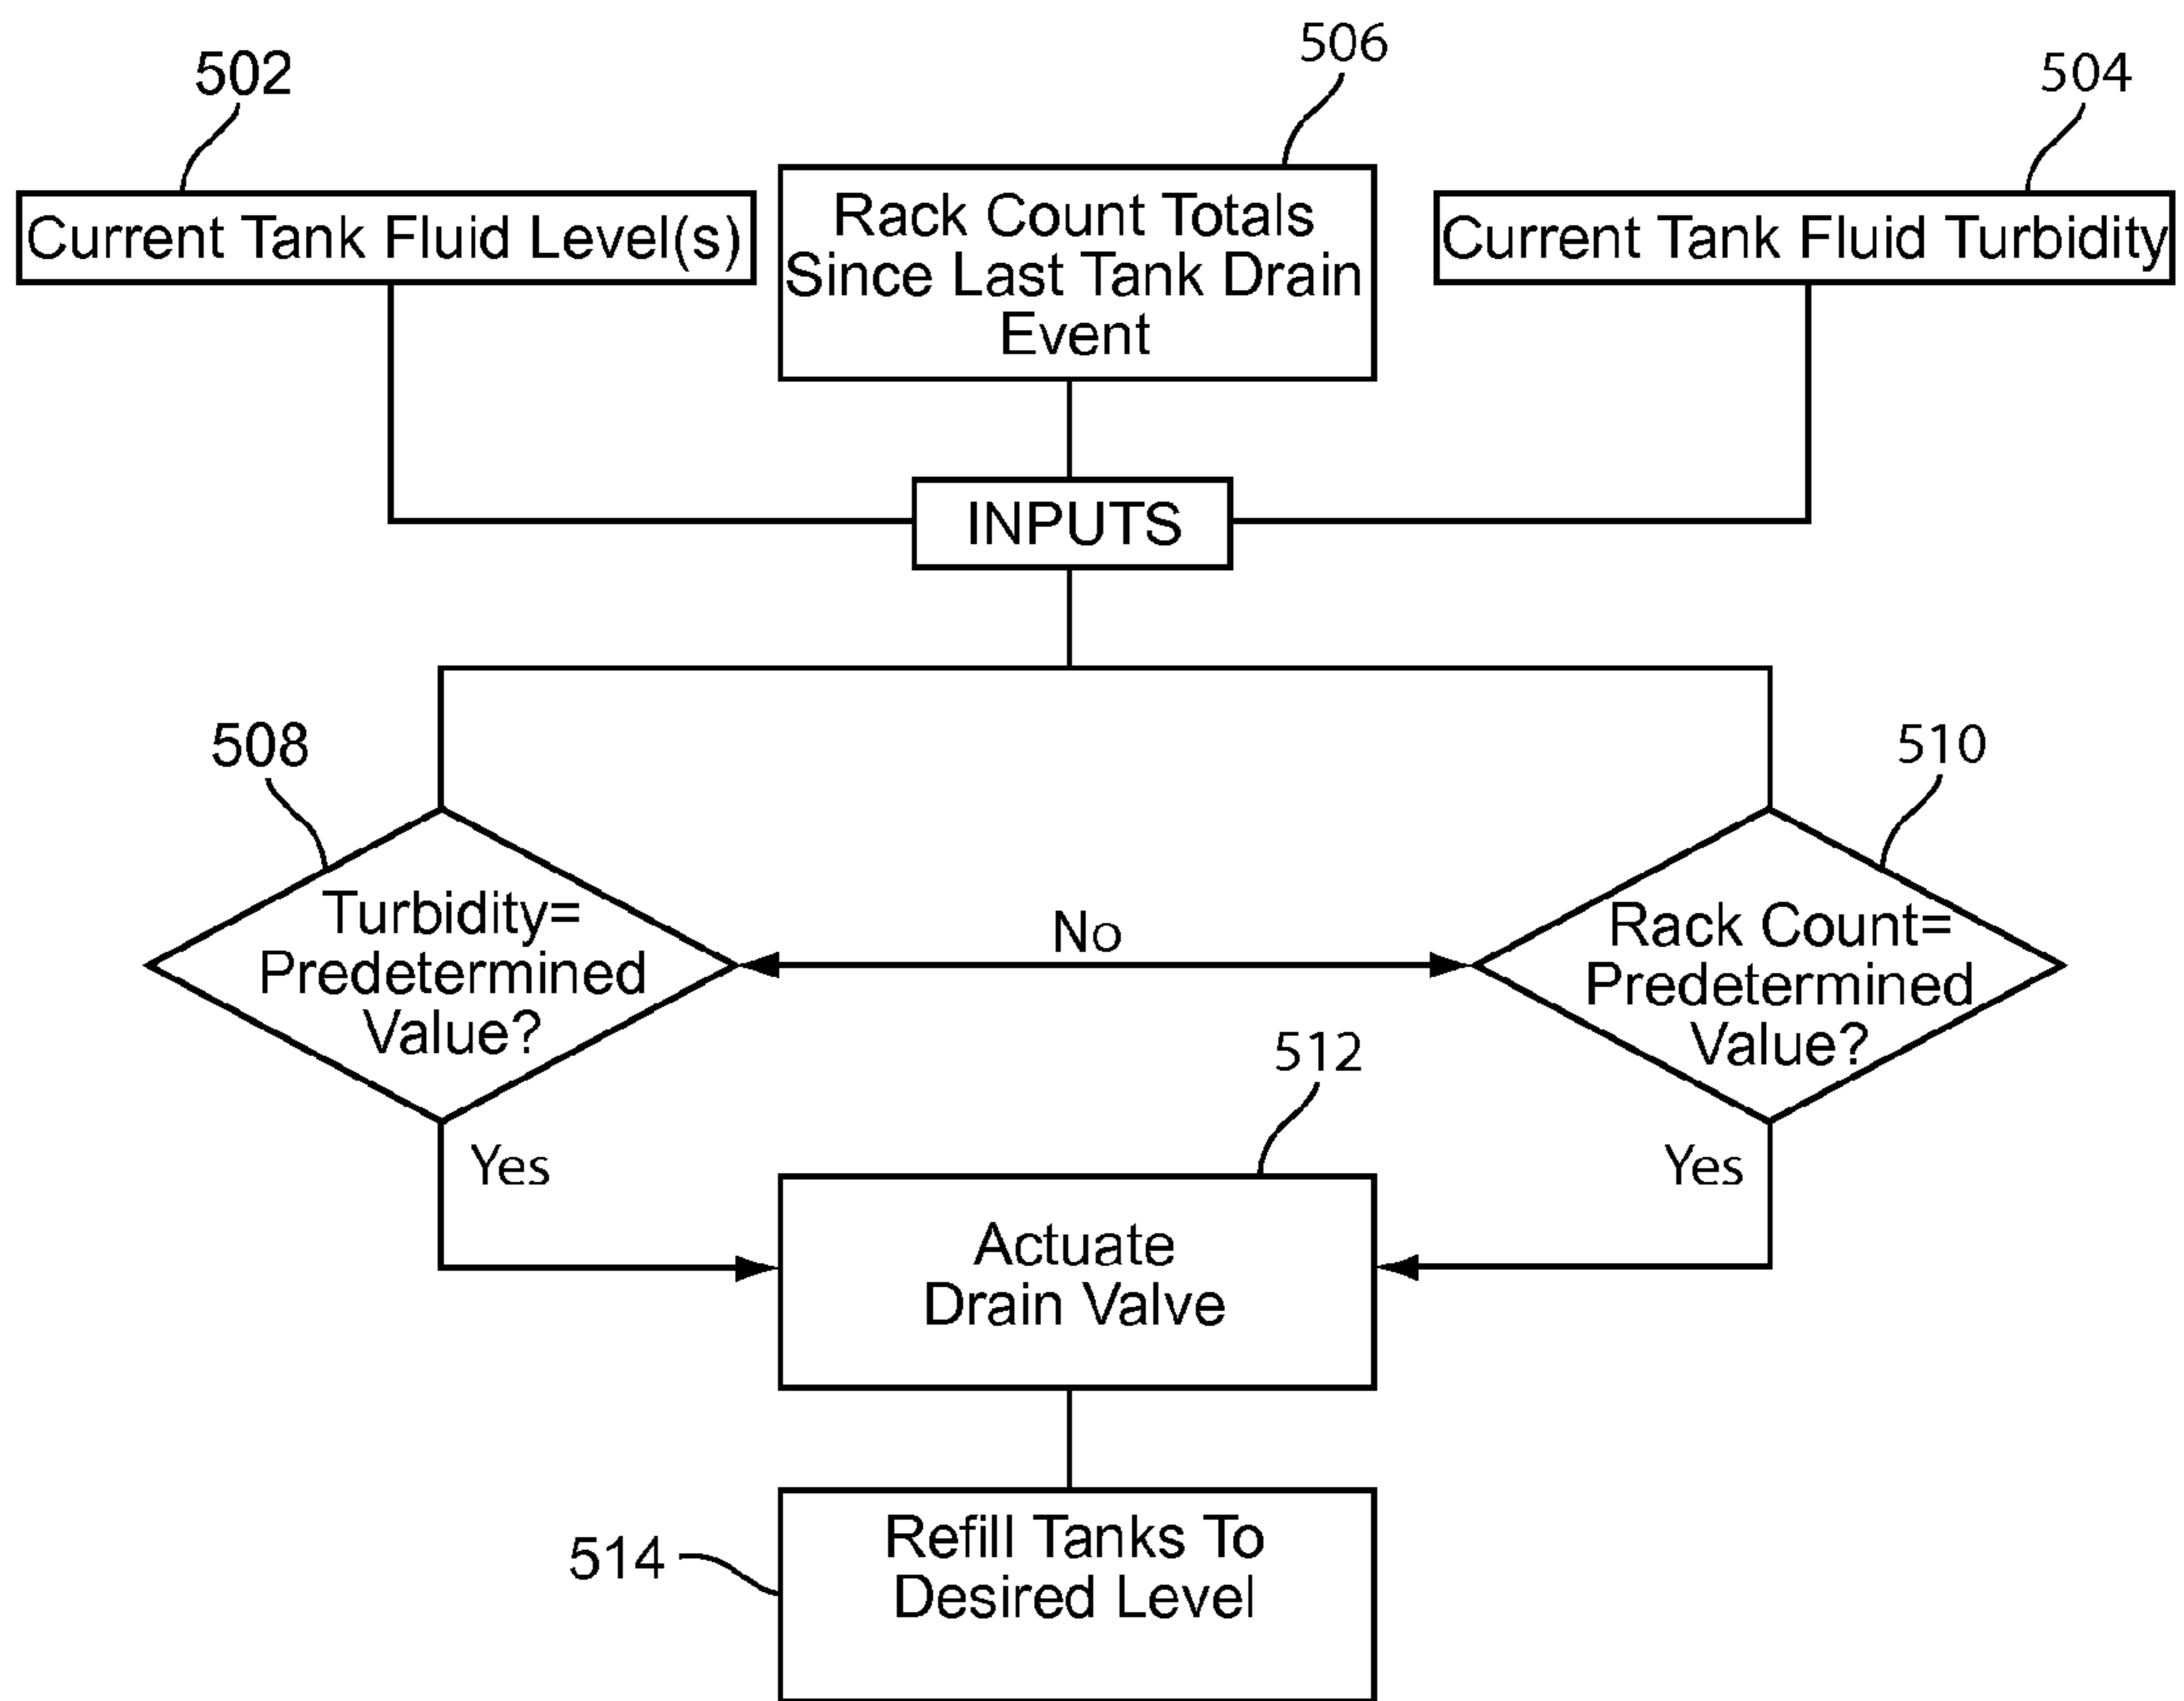 506
502
504
Current Tank Fluid Level(s)
Rack Count Totals
Since Last Tank Drain
Event
Current Tank Fluid Turbidity
INPUTS
508
510
Turbidity=
Predetermined
Value?
No
Rack Count=
Predetermined
Value?
512
Yes
Yes
Actuate
Drain Valve
514
Refill Tanks To
Desired Level